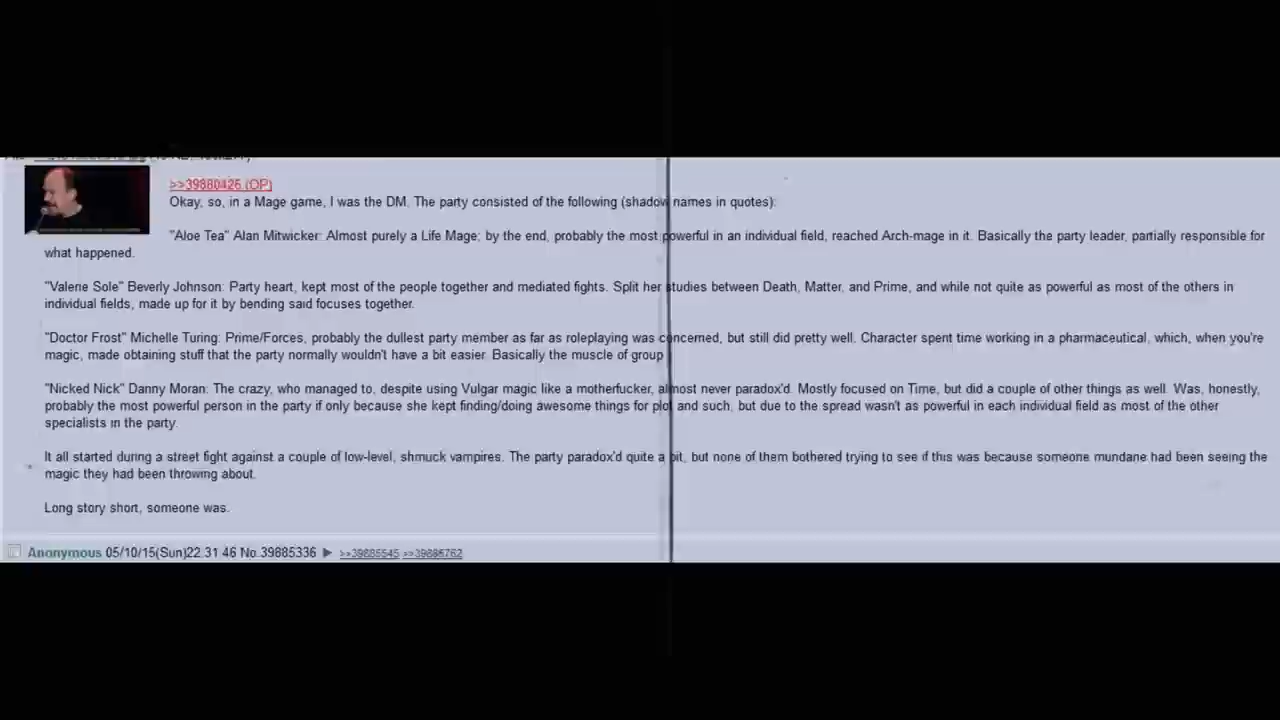 >>39880426 (OP)
Okay, so, in a Mage game, I was the DM. The party consisted of the following (shadow names in quotes):
"Aloe Tea" Alan Mitwicker: Almost purely a Life Mage; by the end, probably the most powerful in an individual field, reached Arch-mage in it. Basically the party leader, partially responsible for
what happened.
"Valerie Sole" Beverly Johnson: Party heart, kept most of the people together and mediated fights. Split her studies between Death, Matter, and Prime, and while not quite as powerful as most of the others in
individual fields, made up for it by bending said focuses together.
"Doctor Frost" Michelle Turing: Prime/Forces, probably the dullest party member as far as roleplaying was concerned, but still did pretty well. Character spent time working in a pharmaceutical, which, when you're
magic, made obtaining stuff that the party normally wouldn't have a bit easier. Basically the muscle of group
"Nicked Nick" Danny Moran: The crazy, who managed to, despite using Vulgar magic like a motherfucker, almost never paradox'd. Mostly focused on Time, but did a couple of other things as well. Was, honestly,
probably the most powerful person in the party if only because she kept finding/doing awesome things for plot and such, but due to the spread wasn't as powerful in each individual field as most of the other
specialists in the party.
It all started during a street fight against a couple of low-level, shmuck vampires. The party paradox'd quite a bit, but none of them bothered trying to see if this was because someone mundane had been seeing the
magic they had been throwing about.
Long story short, someone was.
Anonymous 05/10/15(Sun)22:31:46 No.39885336 ▶ >>39885545 >>39886762